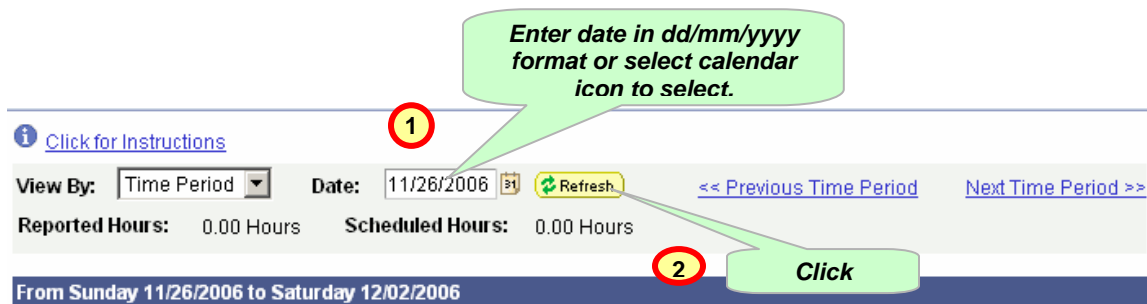 Enter date in dd/mm/yyyy
format or select calendar
icon to select.
1
Click for Instructions
View By: Time Period Date: 11/26/2006 31 Refresh << Previous Time Period Next Time Period >>
Reported Hours: 0.00 Hours Scheduled Hours: 0.00 Hours
2 Click
From Sunday 11/26/2006 to Saturday 12/02/2006